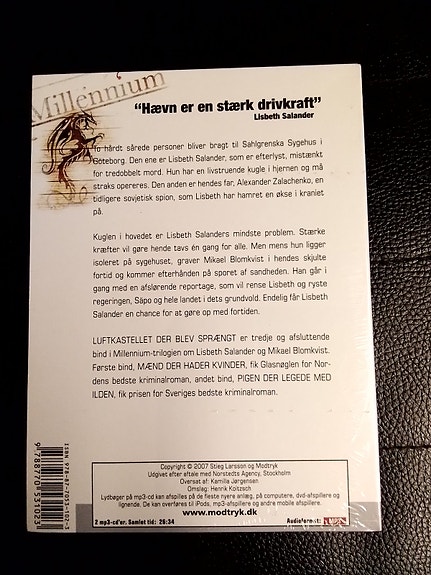 Millennium
“Hævn er en stærk drivkraft”
Lisbeth Salander
To hårdt sårede personer bliver bragt til Sahlgrenska Sygehus i
Göteborg. Den ene er Lisbeth Salander, som er efterlyst, mistænkt
for tredobbelt mord. Hun har en livstruende kugle i hjernen og må
straks opereres. Den anden er hendes far, Alexander Zalachenko, en
tidligere sovjetisk spion, som Lisbeth har hamret en økse i kraniet
på.
Kuglen i hovedet er Lisbeth Salanders mindste problem. Stærke
kræfter vil gøre hende tavs én gang for alle. Men mens hun ligger
isoleret på sygehuset, graver Mikael Blomkvist i hendes skjulte
fortid og kommer efterhånden på sporet af sandheden. Han går i
gang med en afslørende reportage, som vil rense Lisbeth og ryste
regeringen, Säpo og hele landet i dets grundvold. Endelig får Lisbeth
Salander en chance for at gøre op med fortiden.
LUFTKASTELLET DER BLEV SPRÆNGT er tredje og afsluttende
bind i Millennium-trilogien om Lisbeth Salander og Mikael Blomkvist.
Første bind, MÆND DER HADER KVINDER, fik Glasnøglen for Nor-
dens bedste kriminalroman, andet bind, PIGEN DER LEGEDE MED
ILDEN, fik prisen for Sveriges bedste kriminalroman.
Copyright © 2007 Stieg Larsson og Modtryk
Udgivet efter aftale med Norstedts Agency, Stockholm
Oversat af: Kamilla Jørgensen
Omslag: Henrik Koitzsch
Lydbøger på mp3-cd kan afspilles på de fleste nyere anlæg, på computere, dvd-afspillere og
lignende. De kan overføres til iPods, mp3-afspillere og andre mobile afspillere.
www.modtryk.dk
2 mp3-cd'er. Samlet tid: 26:34
Audioformat: MP3
ISBN 978-87-7053-102-3
9 788770 531023